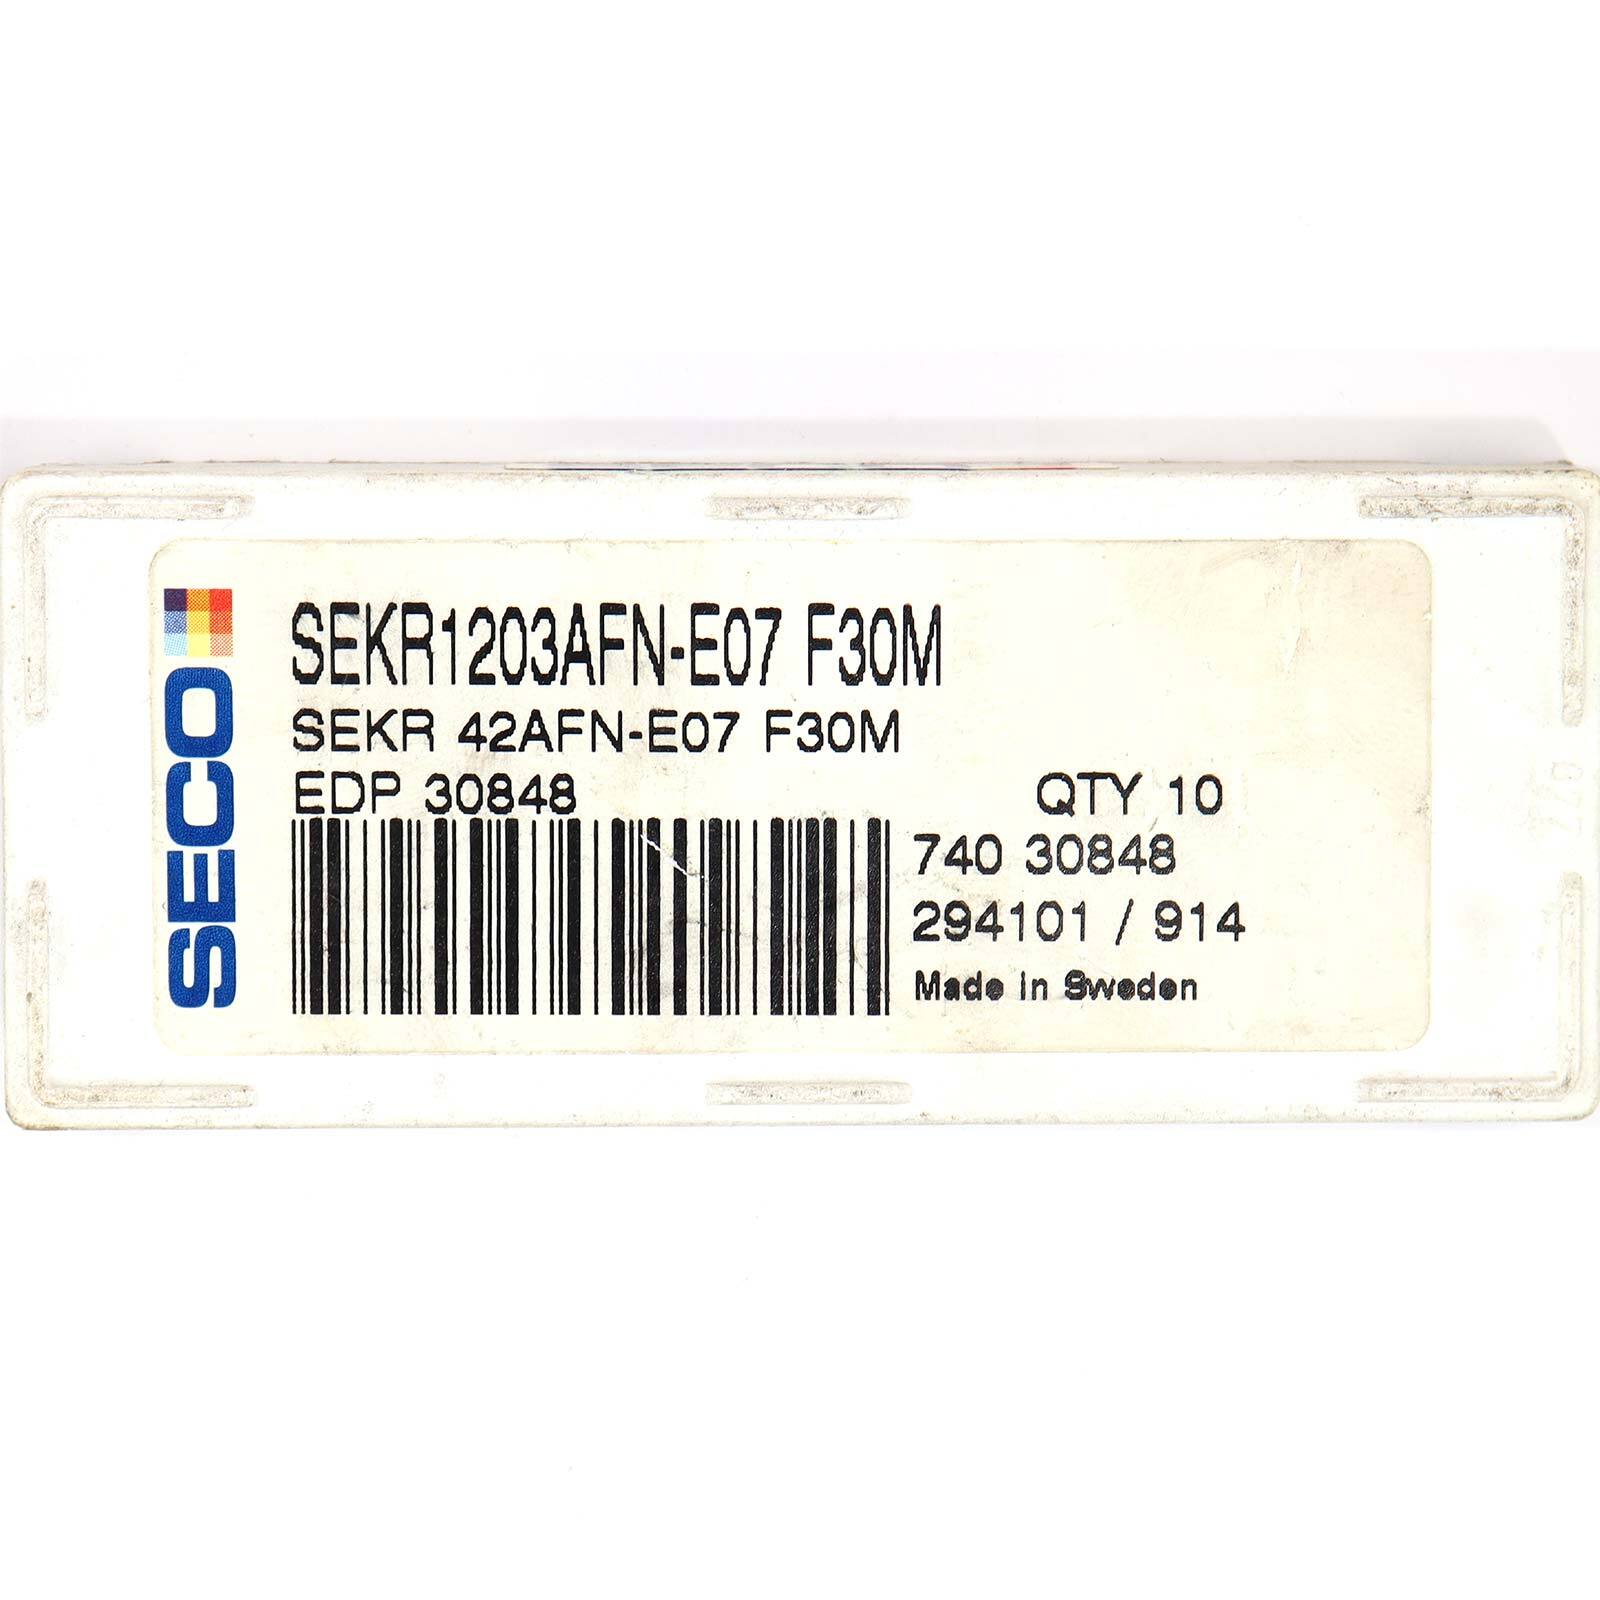 SECO
SEKR1203AFN-E07 F30M
SEKR 42AFN-E07 F30M
EDP 30848
QTY 10
740 30848
294101 / 914
Made in Sweden